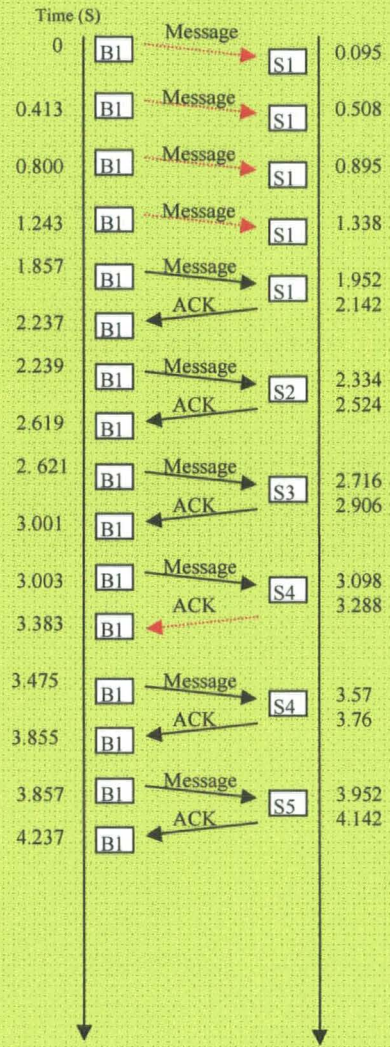 Time (S)
Message
0 B1 S1 0.095
0.413 B1 Message S1 0.508
0.800 B1 Message S1 0.895
1.243 B1 Message S1 1.338
1.857 B1 Message S1 1.952
2.237 B1 ACK 2.142
2.239 B1 Message S2 2.334
2.619 B1 ACK 2.524
2. 621 B1 Message S3 2.716
3.001 B1 ACK 2.906
3.003 B1 Message S4 3.098
3.383 B1 ACK 3.288
3.475 B1 Message S4 3.57
3.855 B1 ACK 3.76
3.857 B1 Message S5 3.952
4.237 B1 ACK 4.142